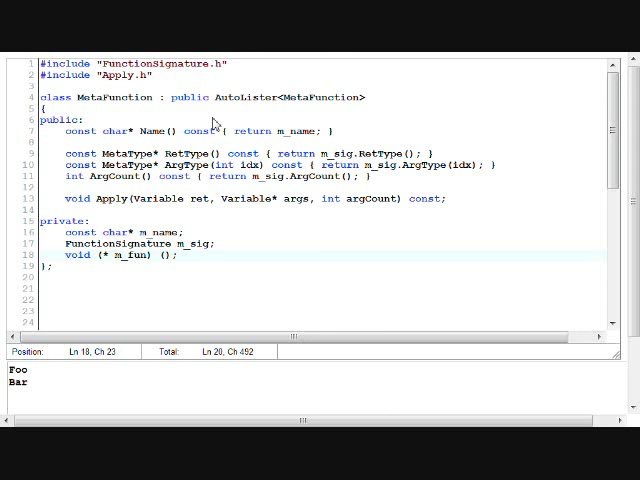 1 #include "FunctionSignature.h"
2 #include "Apply.h"
3
4 class MetaFunction : public AutoLister<MetaFunction>
5 {
6 public:
7 const char* Name() const { return m_name; }
8
9 const MetaType* RetType() const { return m_sig.RetType(); }
10 const MetaType* ArgType(int idx) const { return m_sig.ArgType(idx); }
11 int ArgCount() const { return m_sig.ArgCount(); }
12
13 void Apply(Variable ret, Variable* args, int argCount) const;
14
15 private:
16 const char* m_name;
17 FunctionSignature m_sig;
18 void (* m_fun) ();
19 };
20
21
22
23
24
Position: Ln 18, Ch 23 Total: Ln 20, Ch 492
Foo
Bar